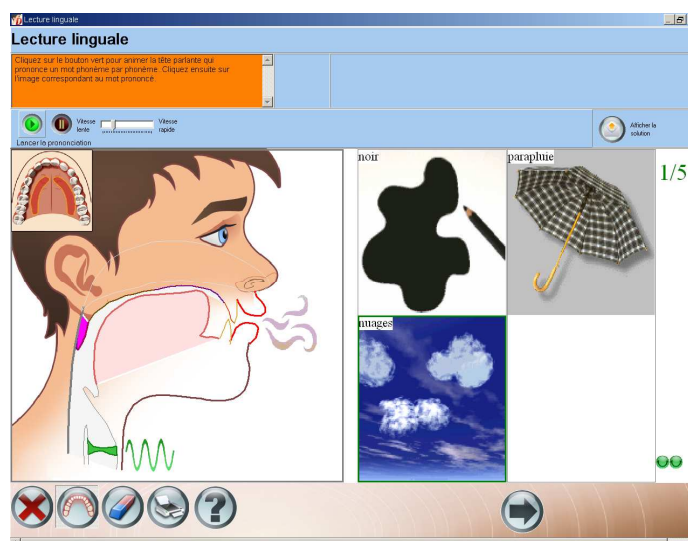 Lecture linguale
Lecture linguale
Cliquez sur le bouton vert pour animer la tête parlante qui
prononce un mot phonème par phonème. Cliquez ensuite sur
l'image correspondant au mot prononcé.
Vitesse
lente
Vitesse
rapide
Afficher la
solution
Lancer la prononciation
noir
parapluie
1/5
nuages